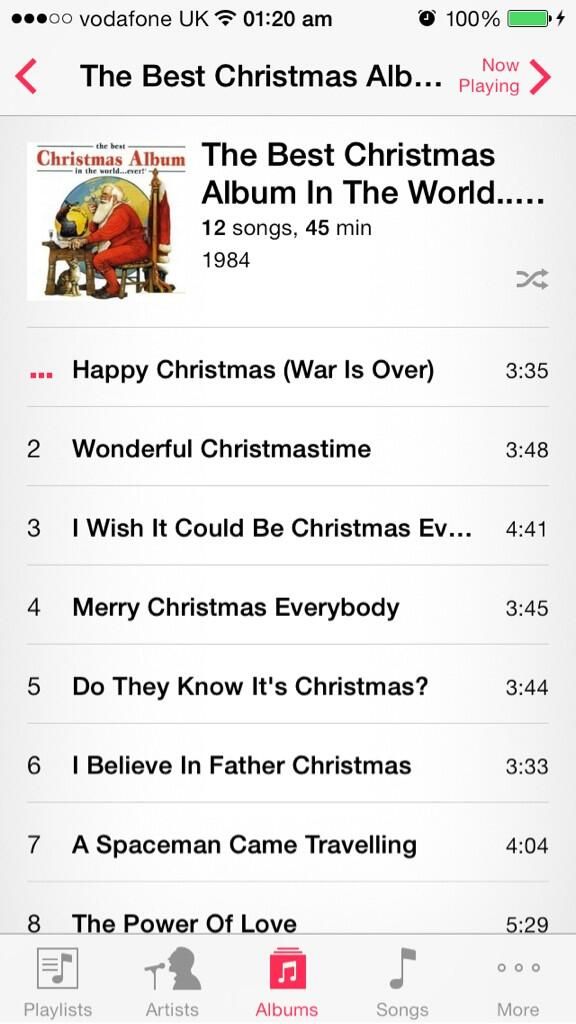 vodafone UK 01:20 am 100%
The Best Christmas Alb... Now Playing
the best
Christmas Album
in the world...ever!
The Best Christmas
Album In The World.....
12 songs, 45 min
1984
... Happy Christmas (War Is Over) 3:35
2 Wonderful Christmastime 3:48
3 I Wish It Could Be Christmas Ev... 4:41
4 Merry Christmas Everybody 3:45
5 Do They Know It's Christmas? 3:44
6 I Believe In Father Christmas 3:33
7 A Spaceman Came Travelling 4:04
8 The Power Of Love 5:29
Playlists Artists Albums Songs More